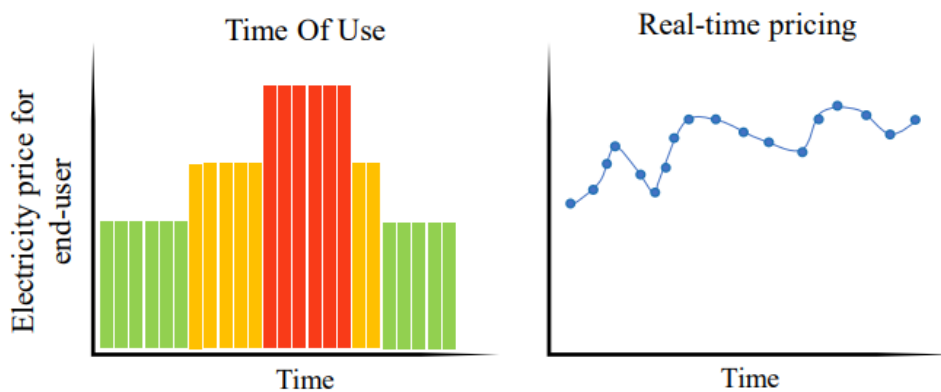 Time Of Use
Real-time pricing
Electricity price for
end-user
Time
Time